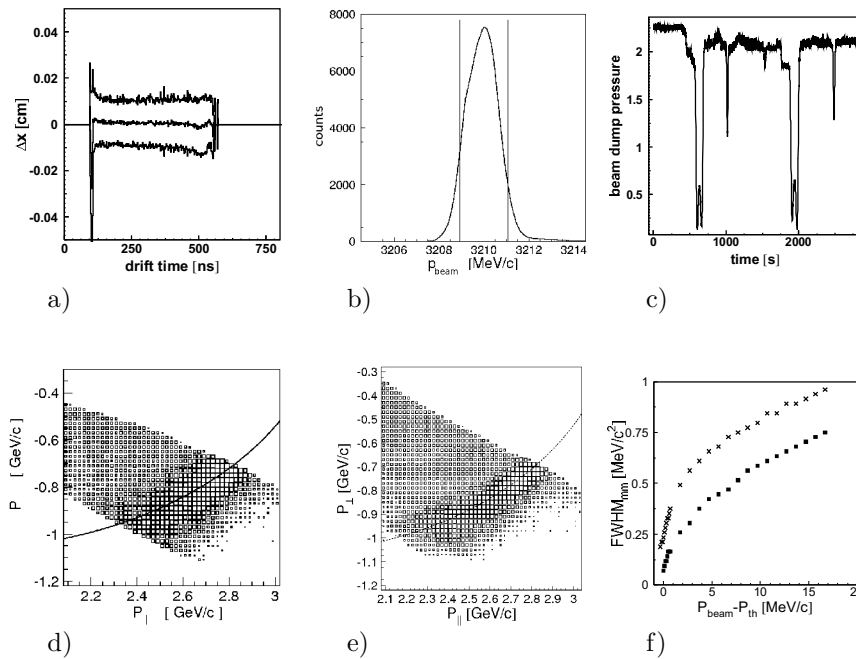 0.04
0.02
0
-0.02
-0.04
Δx [cm]
0 250 500 750
drift time [ns]
a)
8000
6000
4000
2000
0
counts
3206 3208 3210 3212 3214
p_beam [MeV/c]
b)
2
1.5
1
0.5
beam dump pressure
0 1000 2000
time [s]
c)
-0.4
-0.6
-0.8
-1
-1.2
P [ GeV/c]
2.2 2.4 2.6 2.8 3
P_| [ GeV/c]
d)
-0.3
-0.4
-0.5
-0.6
-0.7
-0.8
-0.9
-1
-1.1
-1.2
P_⊥ [GeV/c]
2.1 2.2 2.3 2.4 2.5 2.6 2.7 2.8 2.9 3
P_|| [GeV/c]
e)
1
0.75
0.5
0.25
0
FWHM_mm [MeV/c²]
0 5 10 15 20
P_beam-P_th [MeV/c]
f)